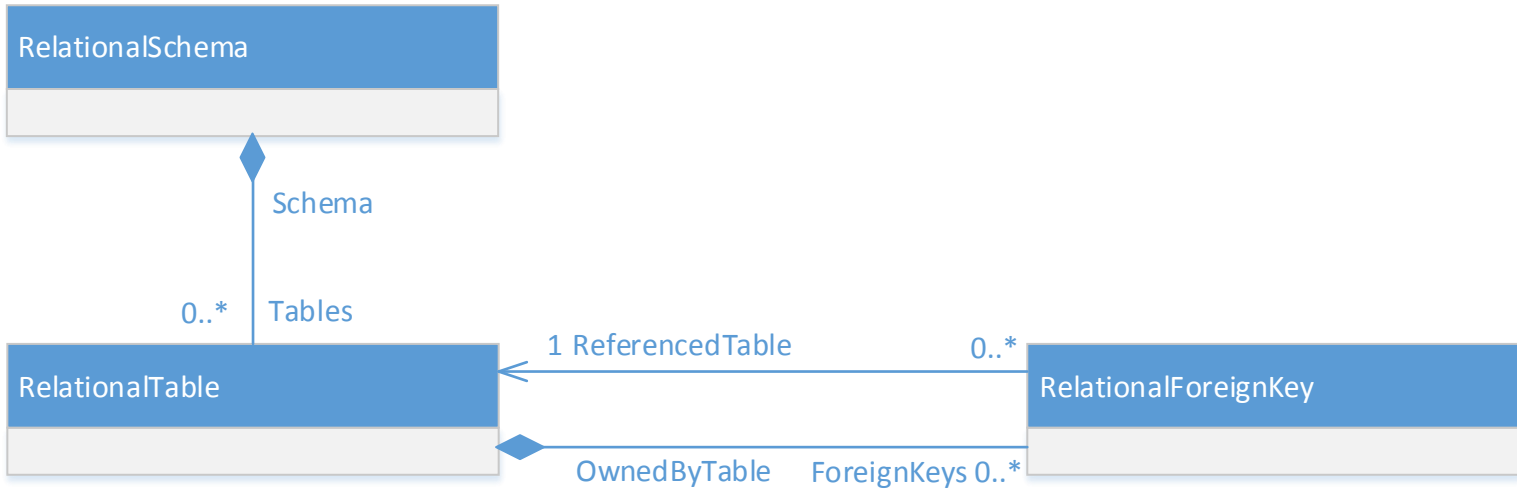 RelationalSchema
Schema
0..* Tables
1 ReferencedTable 0..*
RelationalTable
RelationalForeignKey
OwnedByTable ForeignKeys 0..*